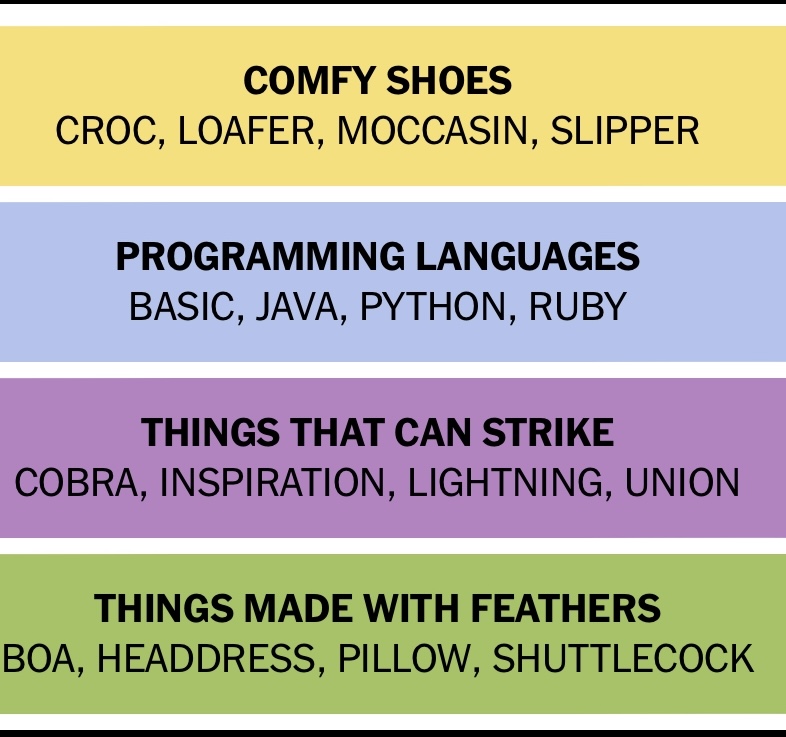 COMFY SHOES
CROC, LOAFER, MOCCASIN, SLIPPER
PROGRAMMING LANGUAGES
BASIC, JAVA, PYTHON, RUBY
THINGS THAT CAN STRIKE
COBRA, INSPIRATION, LIGHTNING, UNION
THINGS MADE WITH FEATHERS
BOA, HEADDRESS, PILLOW, SHUTTLECOCK